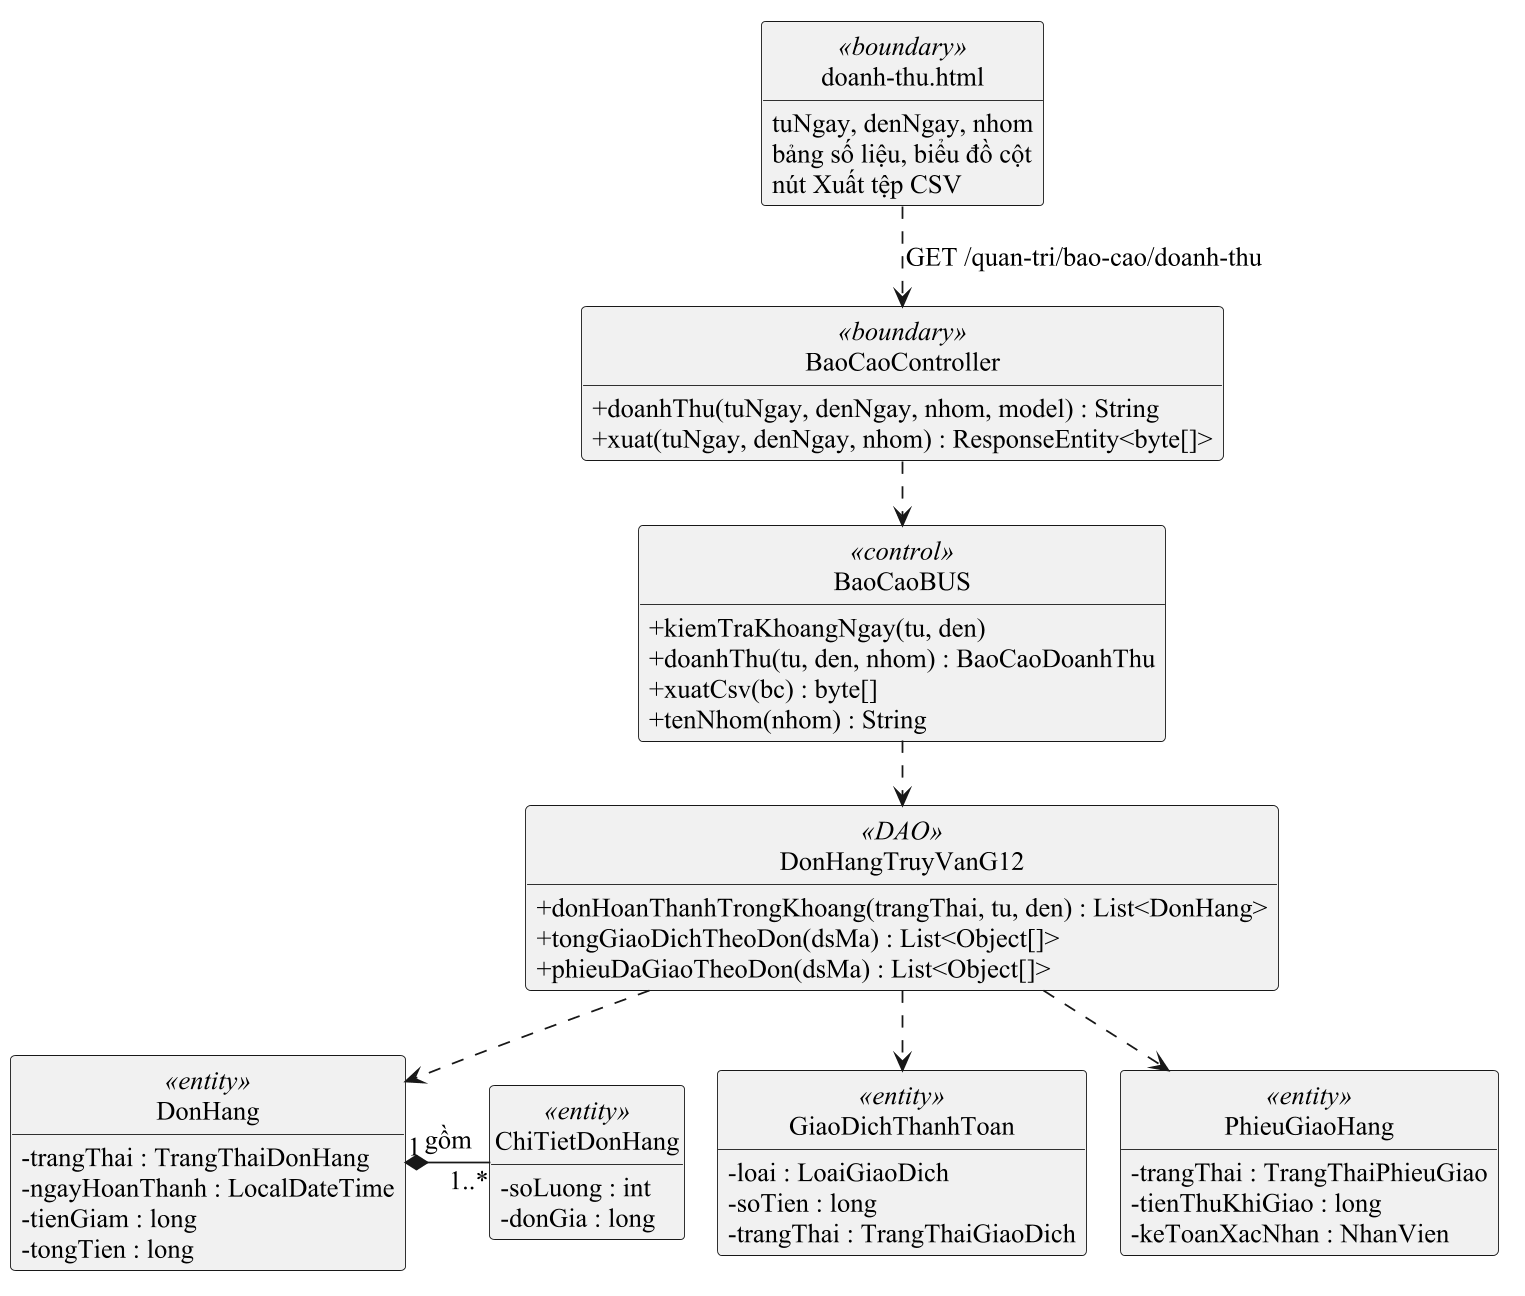 «boundary»
doanh-thu.html
tuNgay, denNgay, nhom
bảng số liệu, biểu đồ cột
nút Xuất tệp CSV
GET /quan-tri/bao-cao/doanh-thu
«boundary»
BaoCaoController
+doanhThu(tuNgay, denNgay, nhom, model) : String
+xuat(tuNgay, denNgay, nhom) : ResponseEntity<byte[]>
«control»
BaoCaoBUS
+kiemTraKhoangNgay(tu, den)
+doanhThu(tu, den, nhom) : BaoCaoDoanhThu
+xuatCsv(bc) : byte[]
+tenNhom(nhom) : String
«DAO»
DonHangTruyVanG12
+donHoanThanhTrongKhoang(trangThai, tu, den) : List<DonHang>
+tongGiaoDichTheoDon(dsMa) : List<Object[]>
+phieuDaGiaoTheoDon(dsMa) : List<Object[]>
«entity»
DonHang
-trangThai : TrangThaiDonHang
-ngayHoanThanh : LocalDateTime
-tienGiam : long
-tongTien : long
1
gồm
1..*
«entity»
ChiTietDonHang
-soLuong : int
-donGia : long
«entity»
GiaoDichThanhToan
-loai : LoaiGiaoDich
-soTien : long
-trangThai : TrangThaiGiaoDich
«entity»
PhieuGiaoHang
-trangThai : TrangThaiPhieuGiao
-tienThuKhiGiao : long
-keToanXacNhan : NhanVien